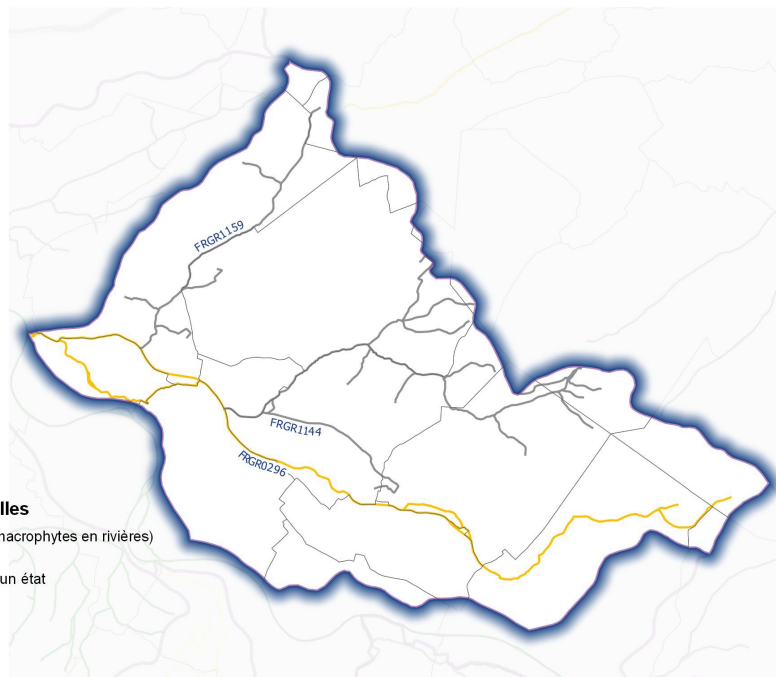 FRGR1159
FRGR1144
FRGR0296
lles
nacrophytes en rivières)
un état